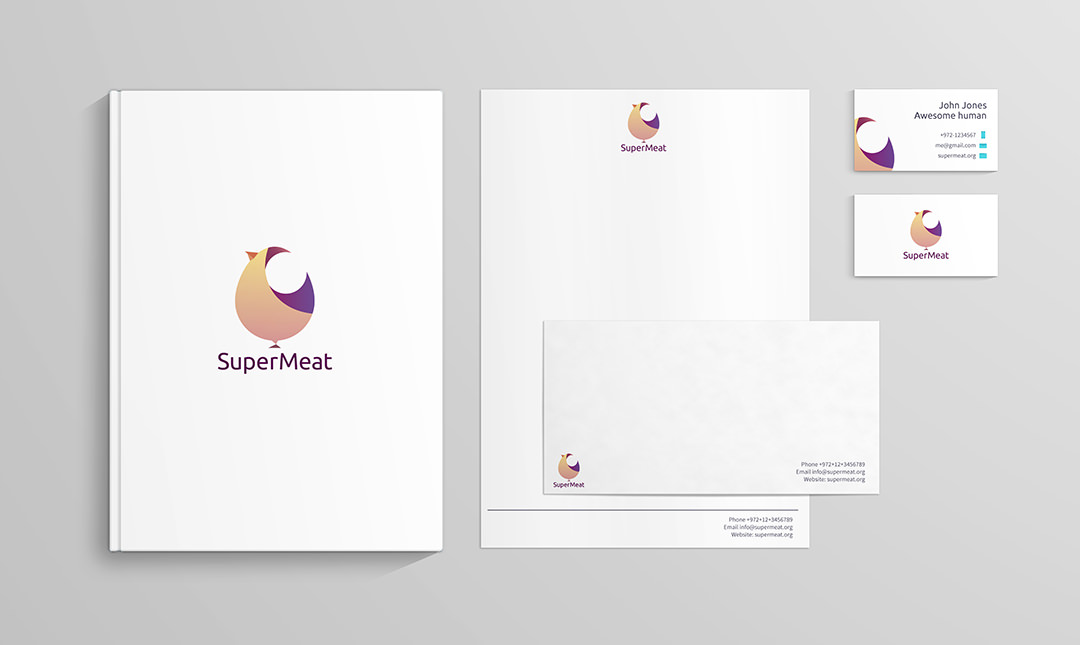 SuperMeat
SuperMeat
Phone +972+12+3456789
Email info@supermeat.org
Website: supermeat.org
SuperMeat
Phone +972+12+3456789
Email info@supermeat.org
Website: supermeat.org
John Jones
Awesome human
+972-1234567
me@gmail.com
supermeat.org
SuperMeat